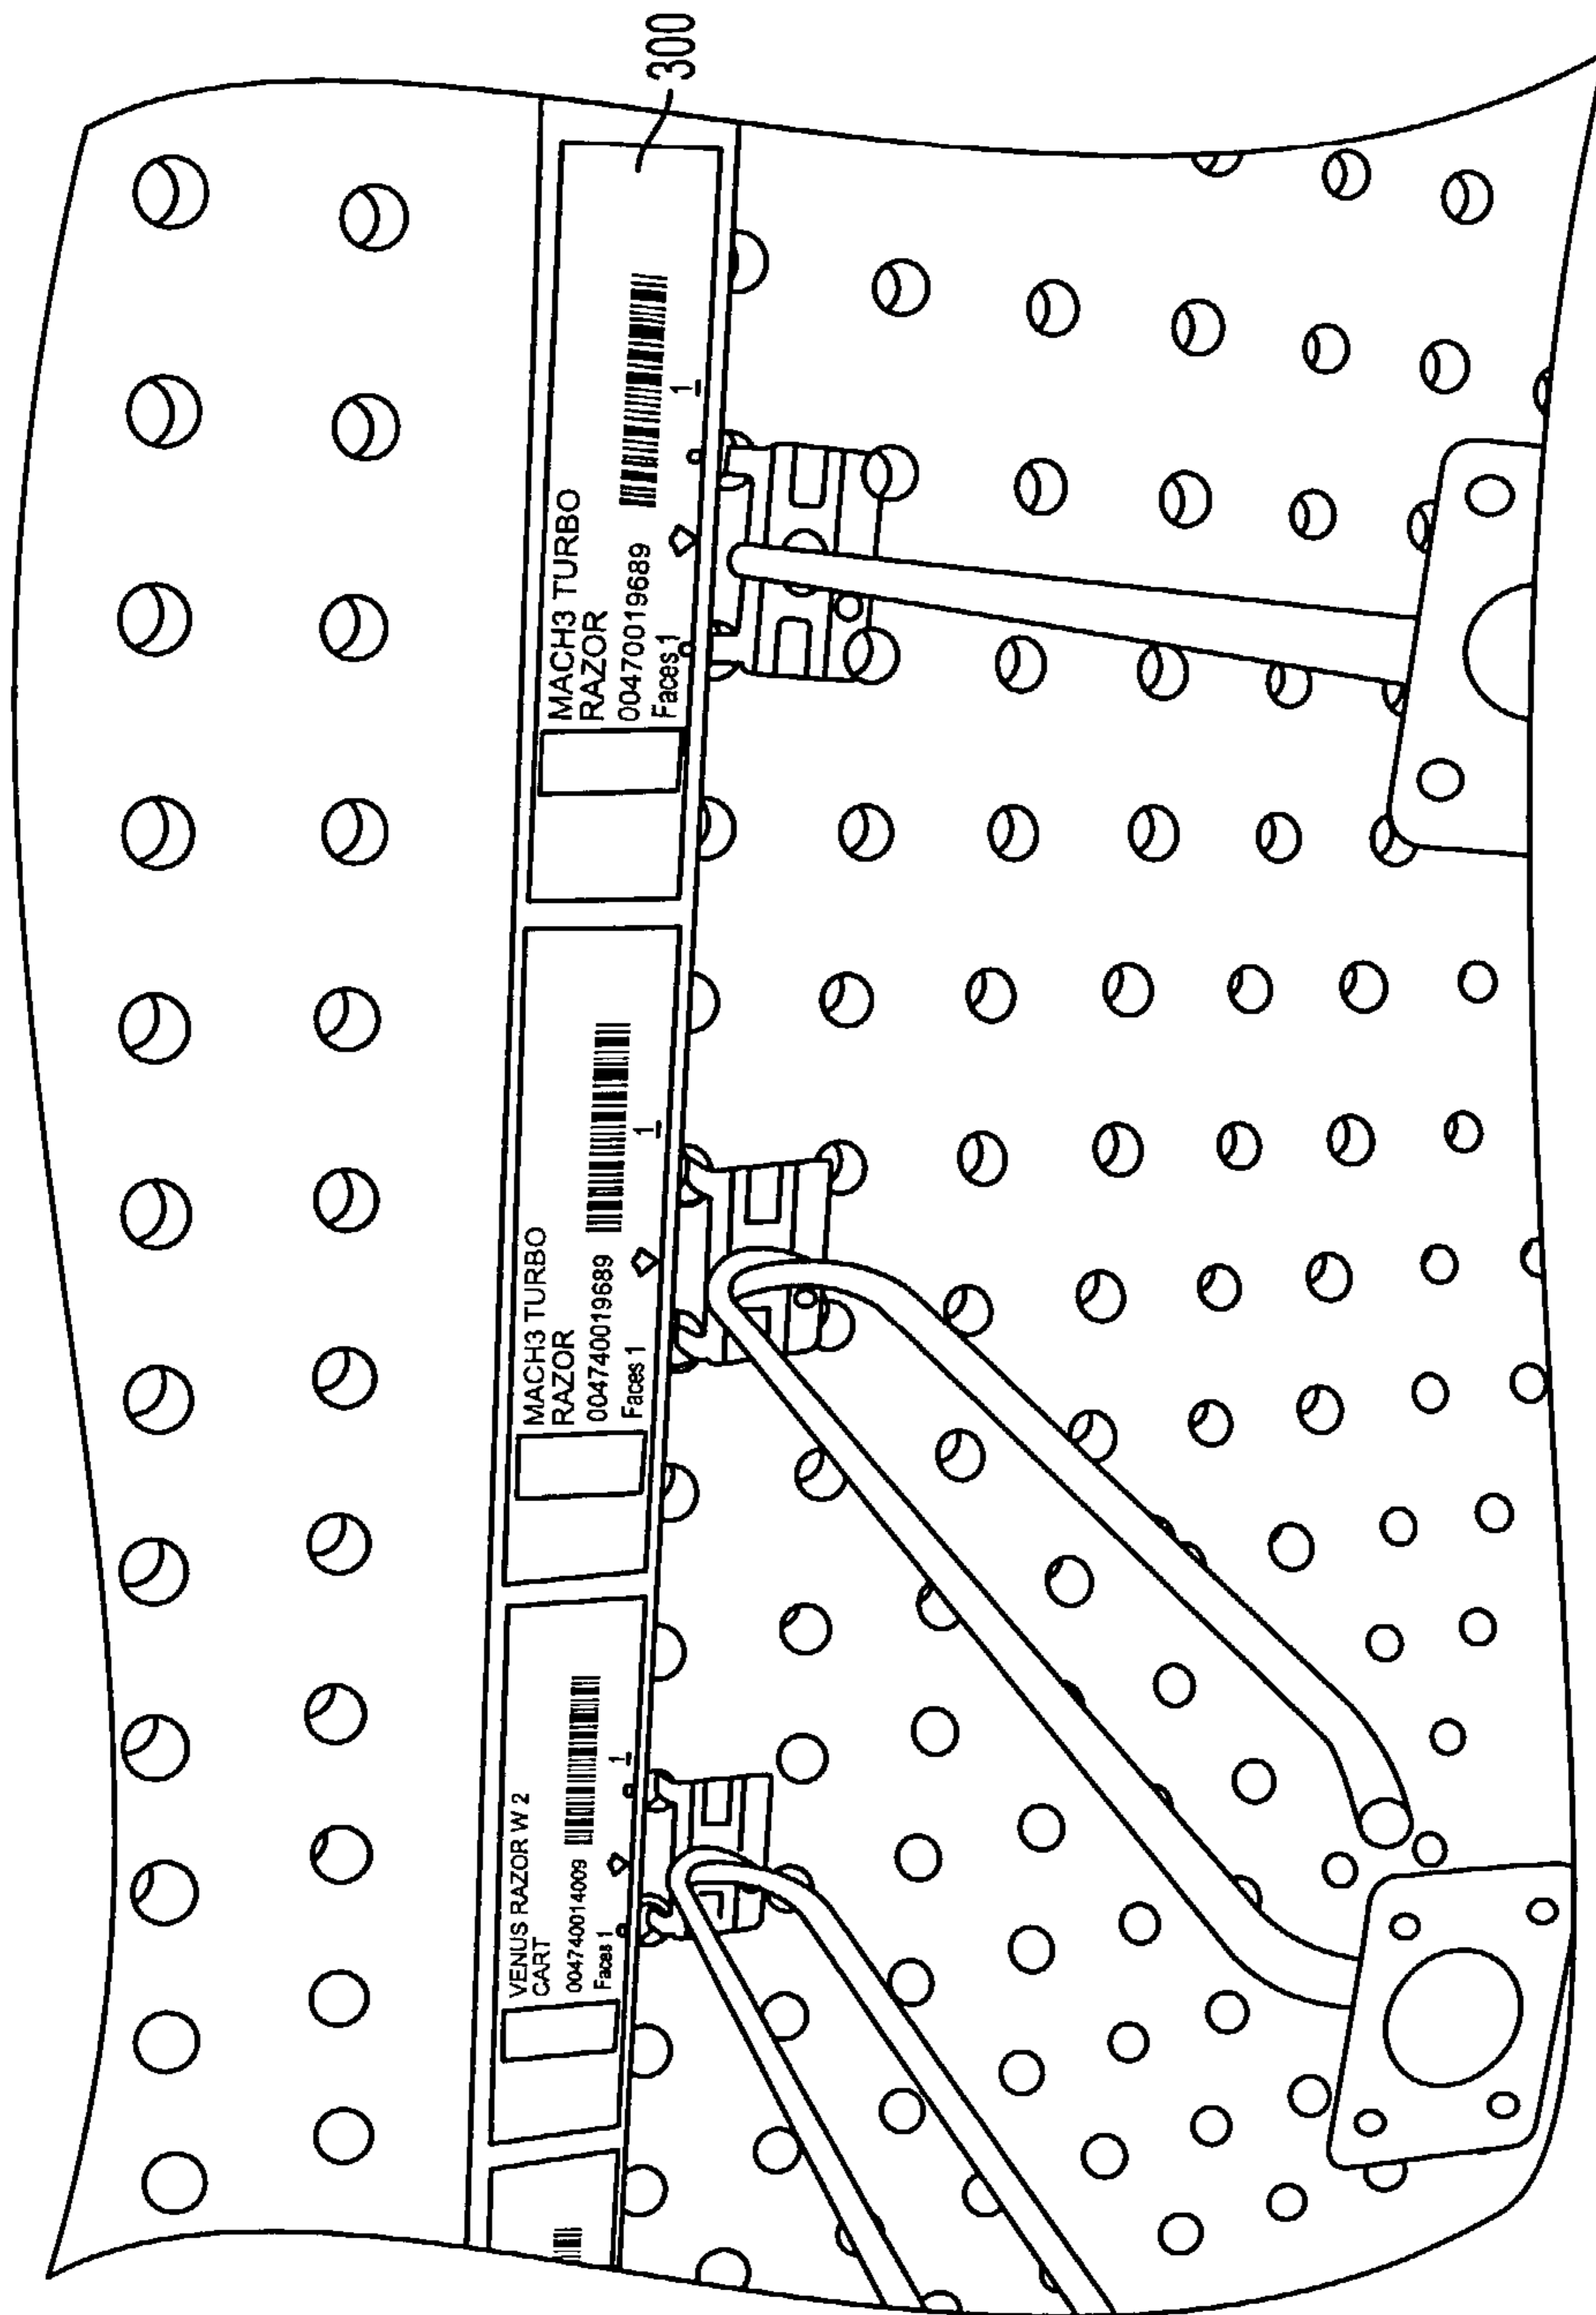 VENUS RAZOR W 2
CART
004740014009
Faces 1
1
MACH3 TURBO
RAZOR
004740019689
Faces 1
1
MACH3 TURBO
RAZOR
00470019689
Faces 1
1
300